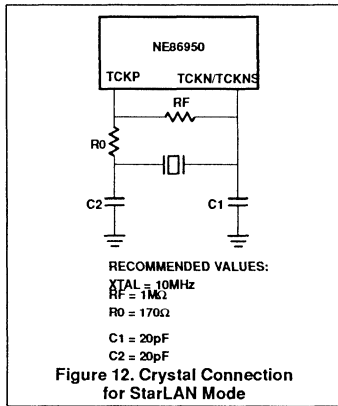 NE86950
TCKP TCKN/TCKNS
RF
R0
C2 C1
RECOMMENDED VALUES:
XTAL = 10MHz
RF = 1MΩ
R0 = 170Ω
C1 = 20pF
C2 = 20pF
Figure 12. Crystal Connection
for StarLAN Mode